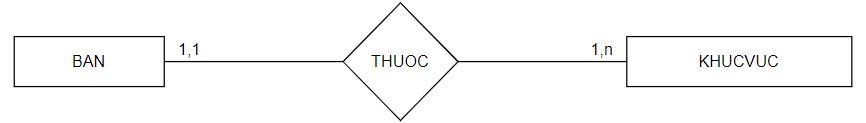 BAN 1,1 THUOC 1,n KHUCVUC